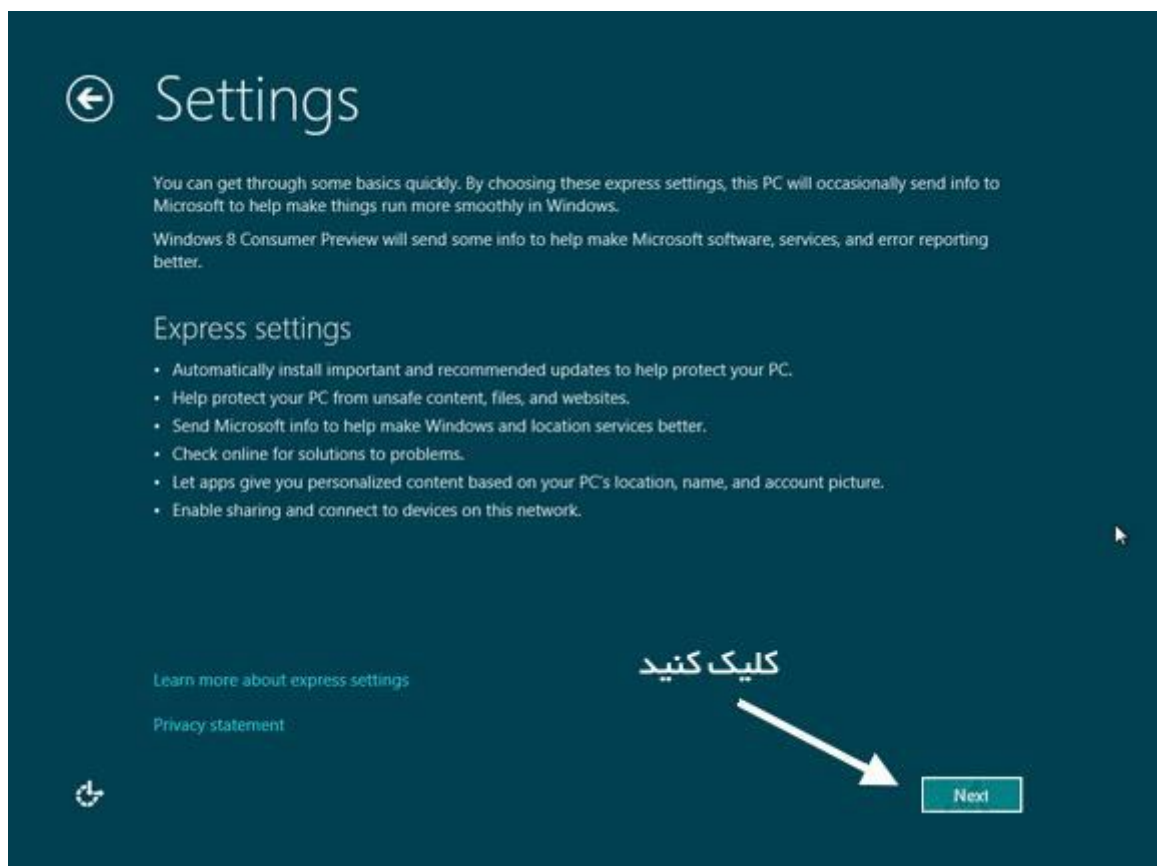 Settings
You can get through some basics quickly. By choosing these express settings, this PC will occasionally send info to
Microsoft to help make things run more smoothly in Windows.
Windows 8 Consumer Preview will send some info to help make Microsoft software, services, and error reporting
better.
Express settings
• Automatically install important and recommended updates to help protect your PC.
• Help protect your PC from unsafe content, files, and websites.
• Send Microsoft info to help make Windows and location services better.
• Check online for solutions to problems.
• Let apps give you personalized content based on your PC's location, name, and account picture.
• Enable sharing and connect to devices on this network.
کلیک کنید
Learn more about express settings
Privacy statement
Next